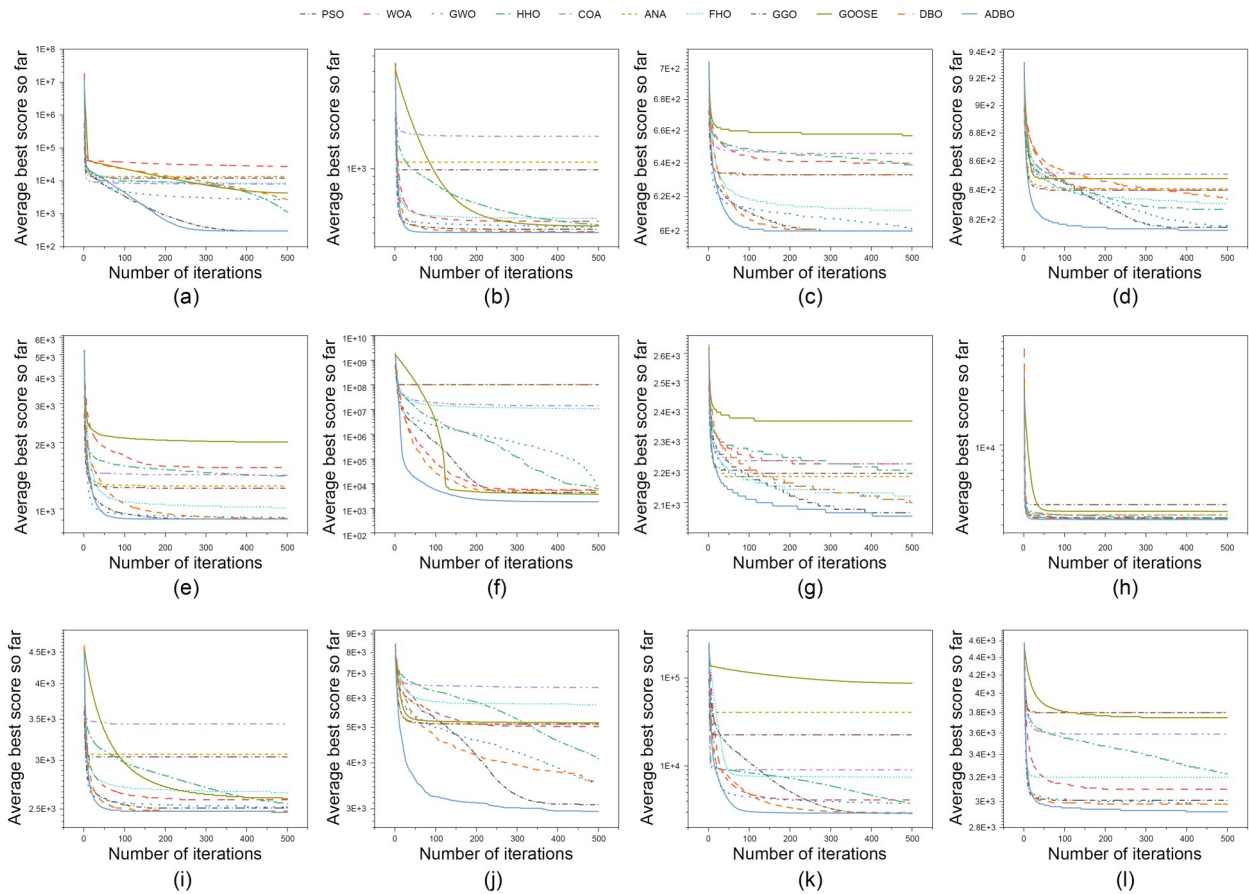 PSO WOA GWO HHO COA ANA FHO GGO GOOSE DBO ADBO
Average best score so far
1E+8
1E+7
1E+6
1E+5
1E+4
1E+3
1E+2
0 100 200 300 400 500
Number of iterations
(a)
Average best score so far
1E+3
0 100 200 300 400 500
Number of iterations
(b)
Average best score so far
7E+2
6.8E+2
6.6E+2
6.4E+2
6.2E+2
6E+2
0 100 200 300 400 500
Number of iterations
(c)
Average best score so far
9.4E+2
9.2E+2
9E+2
8.8E+2
8.6E+2
8.4E+2
8.2E+2
0 100 200 300 400 500
Number of iterations
(d)
Average best score so far
6E+3
5E+3
4E+3
3E+3
2E+3
1E+3
0 100 200 300 400 500
Number of iterations
(e)
Average best score so far
1E+10
1E+09
1E+08
1E+07
1E+06
1E+05
1E+04
1E+03
1E+02
0 100 200 300 400 500
Number of iterations
(f)
Average best score so far
2.6E+3
2.5E+3
2.4E+3
2.3E+3
2.2E+3
2.1E+3
0 100 200 300 400 500
Number of iterations
(g)
Average best score so far
1E+4
0 100 200 300 400 500
Number of iterations
(h)
Average best score so far
4.5E+3
4E+3
3.5E+3
3E+3
2.5E+3
0 100 200 300 400 500
Number of iterations
(i)
Average best score so far
9E+3
8E+3
7E+3
6E+3
5E+3
4E+3
3E+3
0 100 200 300 400 500
Number of iterations
(j)
Average best score so far
1E+5
1E+4
0 100 200 300 400 500
Number of iterations
(k)
Average best score so far
4.6E+3
4.4E+3
4.2E+3
4E+3
3.8E+3
3.6E+3
3.4E+3
3.2E+3
3E+3
2.8E+3
0 100 200 300 400 500
Number of iterations
(l)